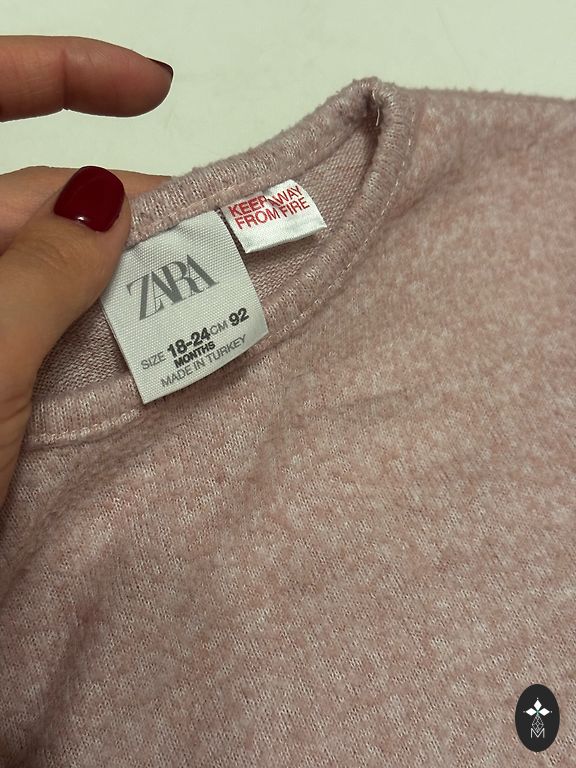 ZARA
SIZE 18-24 CM 92
MONTHS
MADE IN TURKEY
KEEP AWAY
FROM FIRE
M